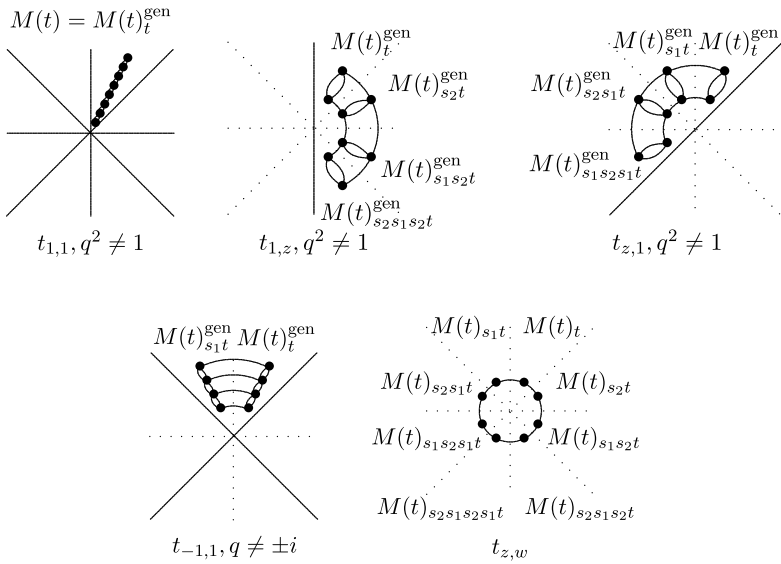 M(t) = M(t)_t^gen
t_{1,1}, q^2 ≠ 1
M(t)_t^gen
M(t)_{s_2t}^gen
M(t)_{s_1s_2t}^gen
M(t)_{s_2s_1s_2t}^gen
t_{1,z}, q^2 ≠ 1
M(t)_{s_1t}^gen M(t)_t^gen
M(t)_{s_2s_1t}^gen
M(t)_{s_1s_2s_1t}^gen
t_{z,1}, q^2 ≠ 1
M(t)_{s_1t}^gen M(t)_t^gen
t_{-1,1}, q ≠ ±i
M(t)_{s_1t} M(t)_t
M(t)_{s_2s_1t} M(t)_{s_2t}
M(t)_{s_1s_2s_1t} M(t)_{s_1s_2t}
M(t)_{s_2s_1s_2s_1t} M(t)_{s_2s_1s_2t}
t_{z,w}